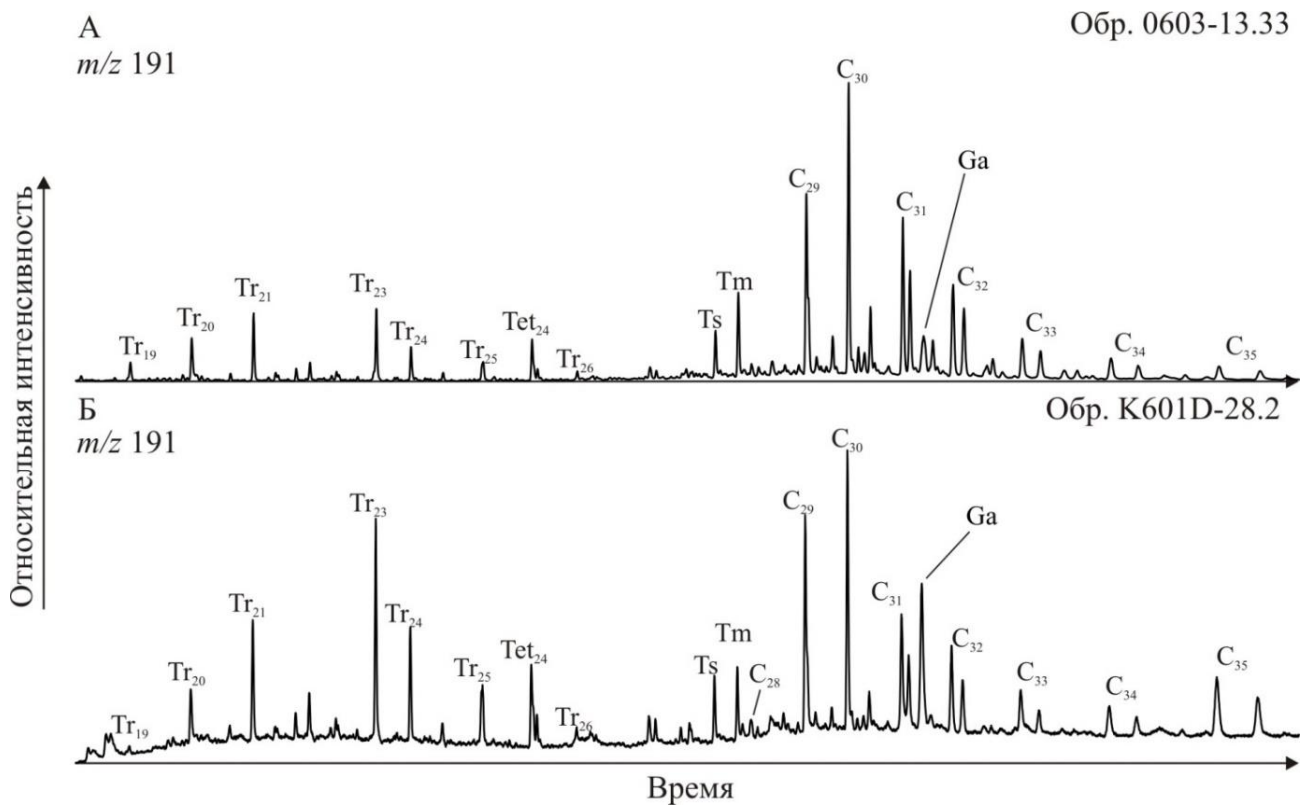 А
m/z 191
Обр. 0603-13.33
Относительная интенсивность
Tr₁₉
Tr₂₀
Tr₂₁
Tr₂₃
Tr₂₄
Tr₂₅
Tet₂₄
Tr₂₆
Ts
Tm
C₂₉
C₃₀
C₃₁
Ga
C₃₂
C₃₃
C₃₄
C₃₅
Б
m/z 191
Обр. K601D-28.2
Tr₁₉
Tr₂₀
Tr₂₁
Tr₂₃
Tr₂₄
Tr₂₅
Tet₂₄
Tr₂₆
Ts
Tm
C₂₈
C₂₉
C₃₀
C₃₁
Ga
C₃₂
C₃₃
C₃₄
C₃₅
Время